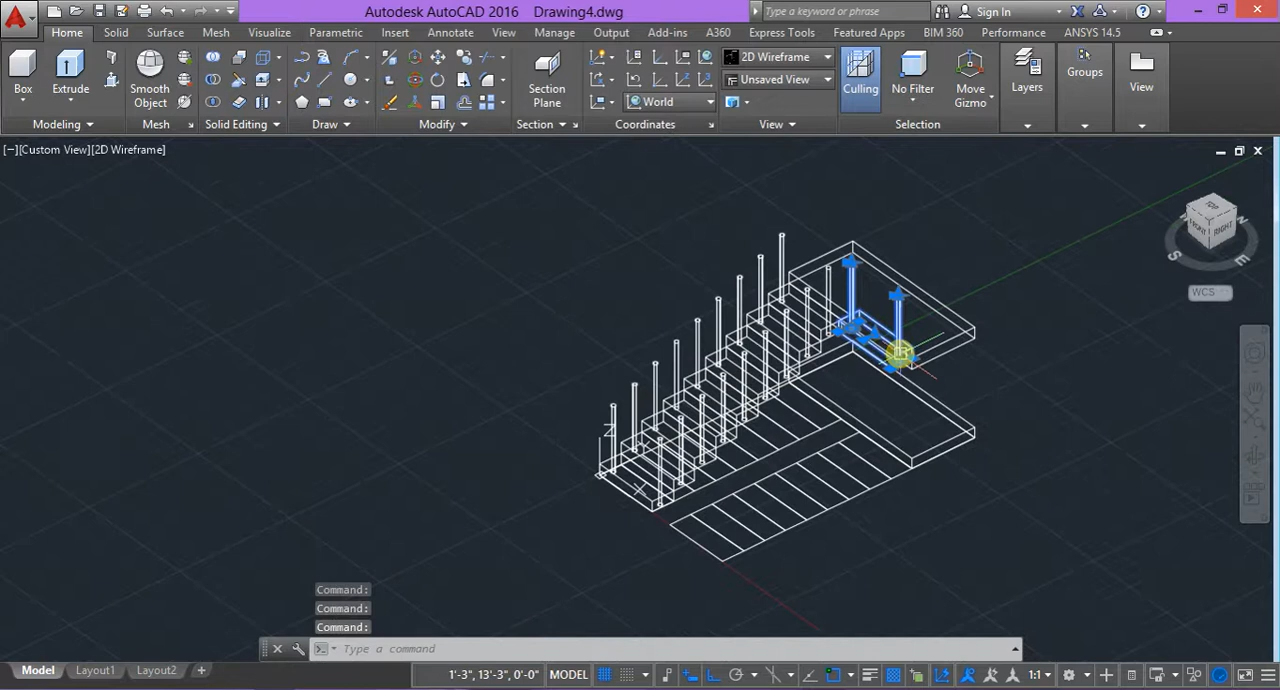 Autodesk AutoCAD 2016 Drawing4.dwg
Type a keyword or phrase
Sign In
Home Solid Surface Mesh Visualize Parametric Insert Annotate View Manage Output Add-ins A360 Express Tools Featured Apps BIM 360 Performance ANSYS 14.5
Box Extrude Smooth Object Section Plane
2D Wireframe
Unsaved View
World
Culling No Filter Move Gizmo Layers Groups View
Modeling Mesh Solid Editing Draw Modify Section Coordinates View Selection
[−][Custom View][2D Wireframe]
TOP
FRONT RIGHT
N
S E
WCS
Z
X
Command:
Command:
Command:
Type a command
Model Layout1 Layout2 +
1'-3", 13'-3", 0'-0" MODEL 1:1